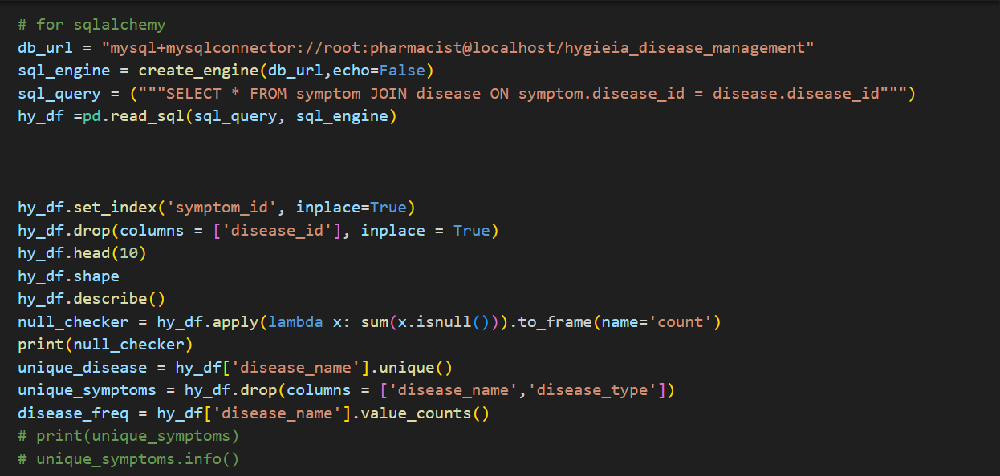 # for sqlalchemy
db_url = "mysql+mysqlconnector://root:pharmacist@localhost/hygieia_disease_management"
sql_engine = create_engine(db_url,echo=False)
sql_query = ("""SELECT * FROM symptom JOIN disease ON symptom.disease_id = disease.disease_id""")
hy_df =pd.read_sql(sql_query, sql_engine)
hy_df.set_index('symptom_id', inplace=True)
hy_df.drop(columns = ['disease_id'], inplace = True)
hy_df.head(10)
hy_df.shape
hy_df.describe()
null_checker = hy_df.apply(lambda x: sum(x.isnull())).to_frame(name='count')
print(null_checker)
unique_disease = hy_df['disease_name'].unique()
unique_symptoms = hy_df.drop(columns = ['disease_name','disease_type'])
disease_freq = hy_df['disease_name'].value_counts()
# print(unique_symptoms)
# unique_symptoms.info()